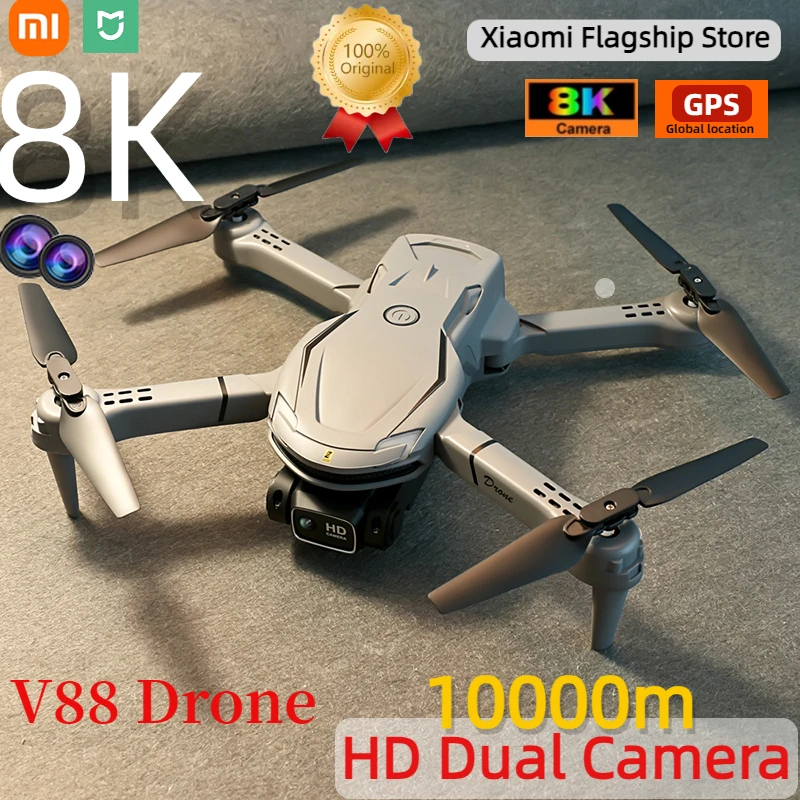 mi
100%
Original
Xiaomi Flagship Store
8K
8K
Camera
GPS
Global location
Drone
HD
CAMERA
V88 Drone
10000m
HD Dual Camera